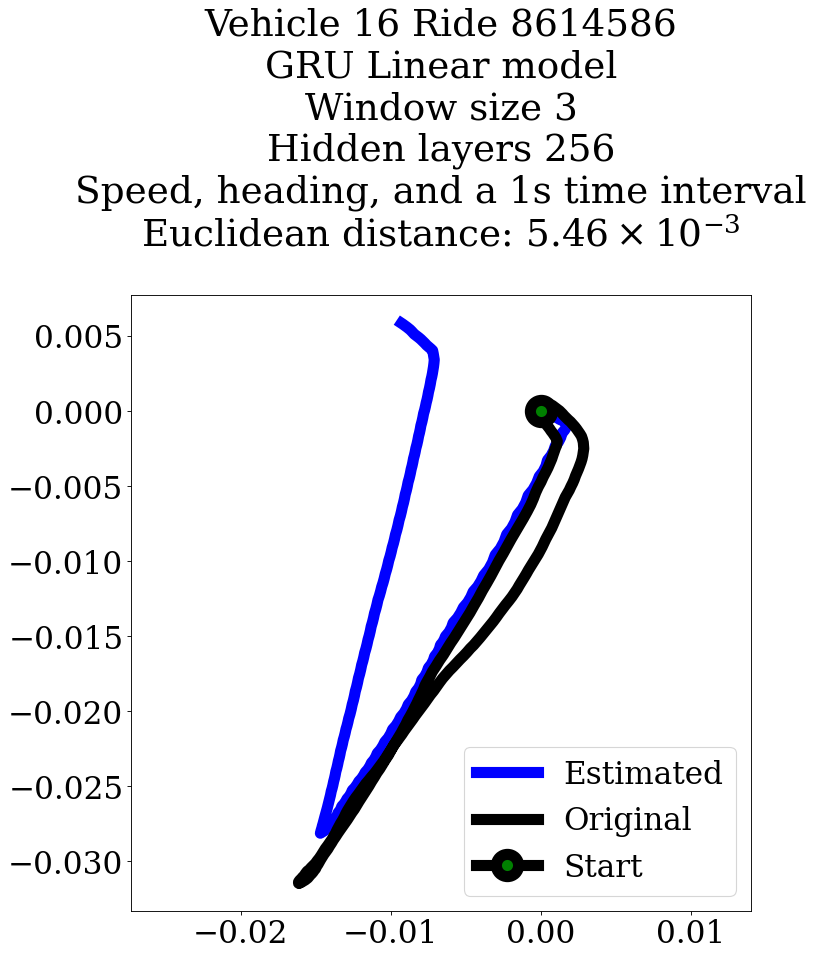 Vehicle 16 Ride 8614586
GRU Linear model
Window size 3
Hidden layers 256
Speed, heading, and a 1s time interval
Euclidean distance: 5.46 × 10⁻³
0.005
0.000
−0.005
−0.010
−0.015
−0.020
−0.025
−0.030
Estimated
Original
Start
−0.02 −0.01 0.00 0.01